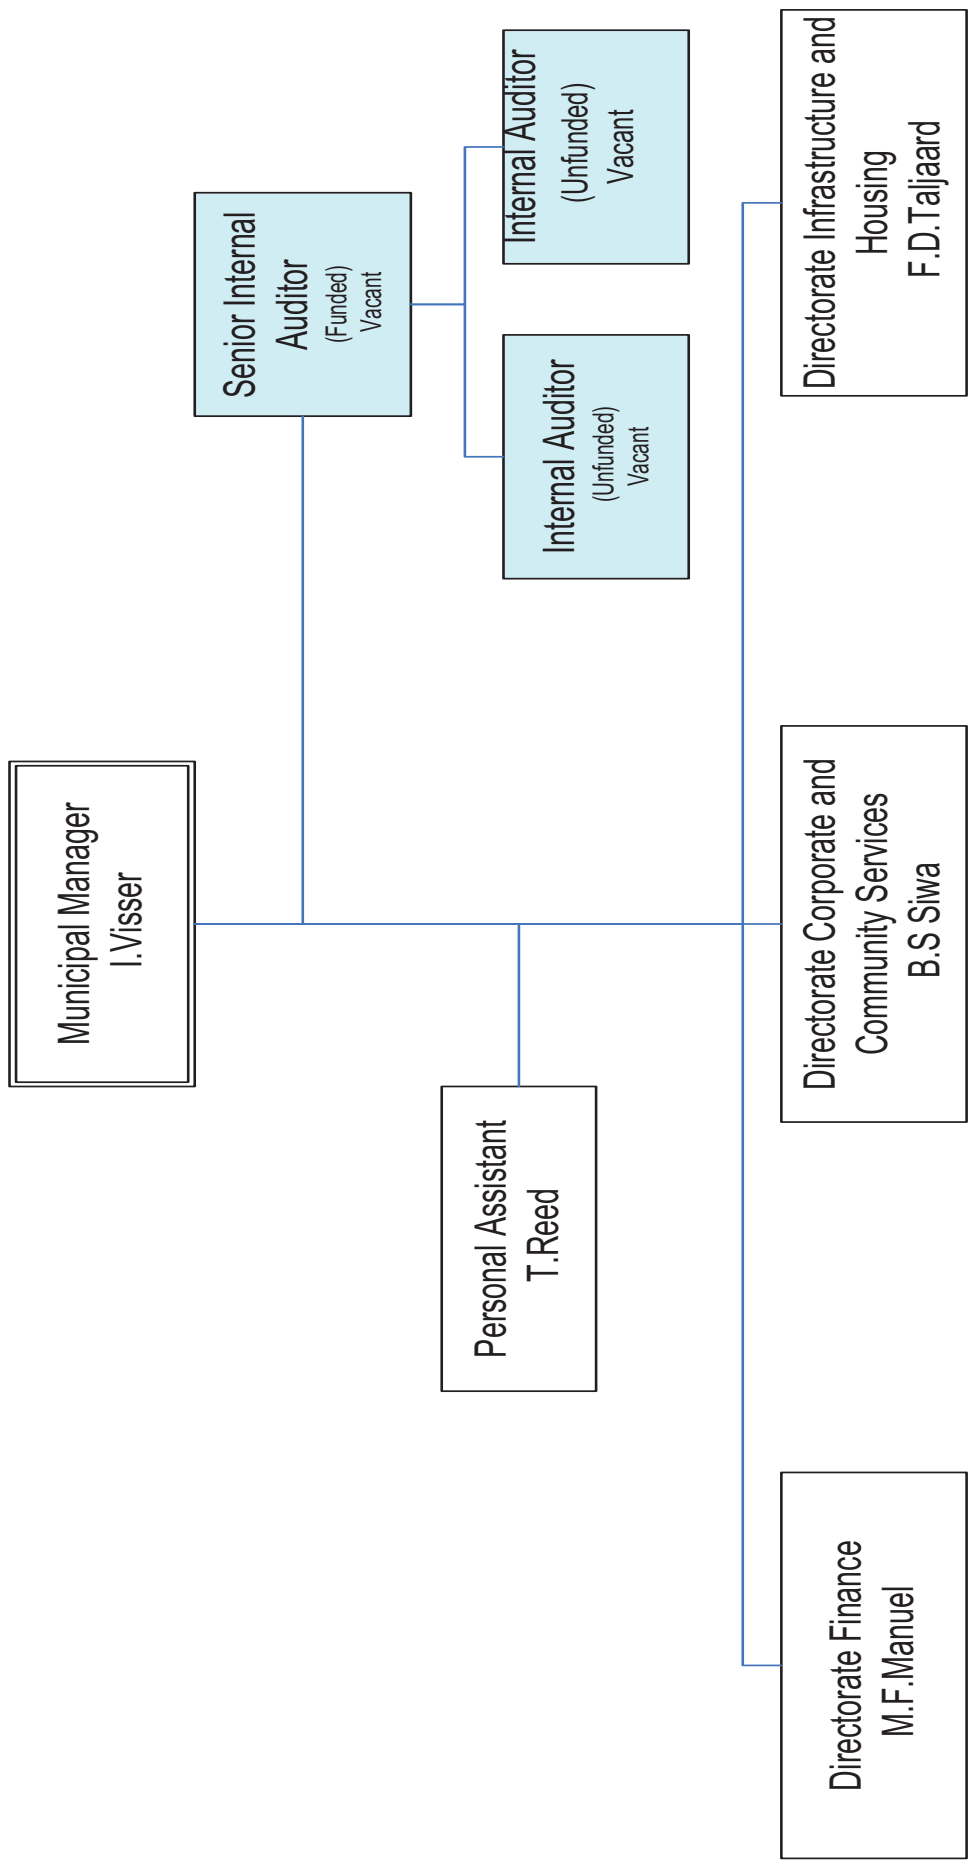 Municipal Manager
I.Visser
Senior Internal
Auditor
(Funded)
Vacant
Personal Assistant
T.Reed
Internal Auditor
(Unfunded)
Vacant
Internal Auditor
(Unfunded)
Vacant
Directorate Finance
M.F.Manuel
Directorate Corporate and
Community Services
B.S Siwa
Directorate Infrastructure and
Housing
F.D.Taljaard